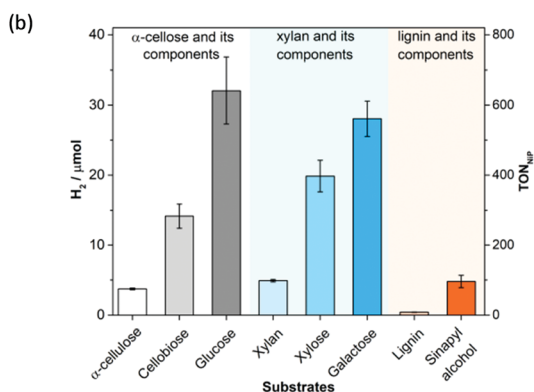 (b)
α-cellose and its
components
xylan and its
components
lignin and its
components
40
30
20
10
0
H₂ / μmol
800
600
400
200
0
TON_NiP
α-cellulose
Cellobiose
Glucose
Xylan
Xylose
Galactose
Lignin
Sinapyl
alcohol
Substrates